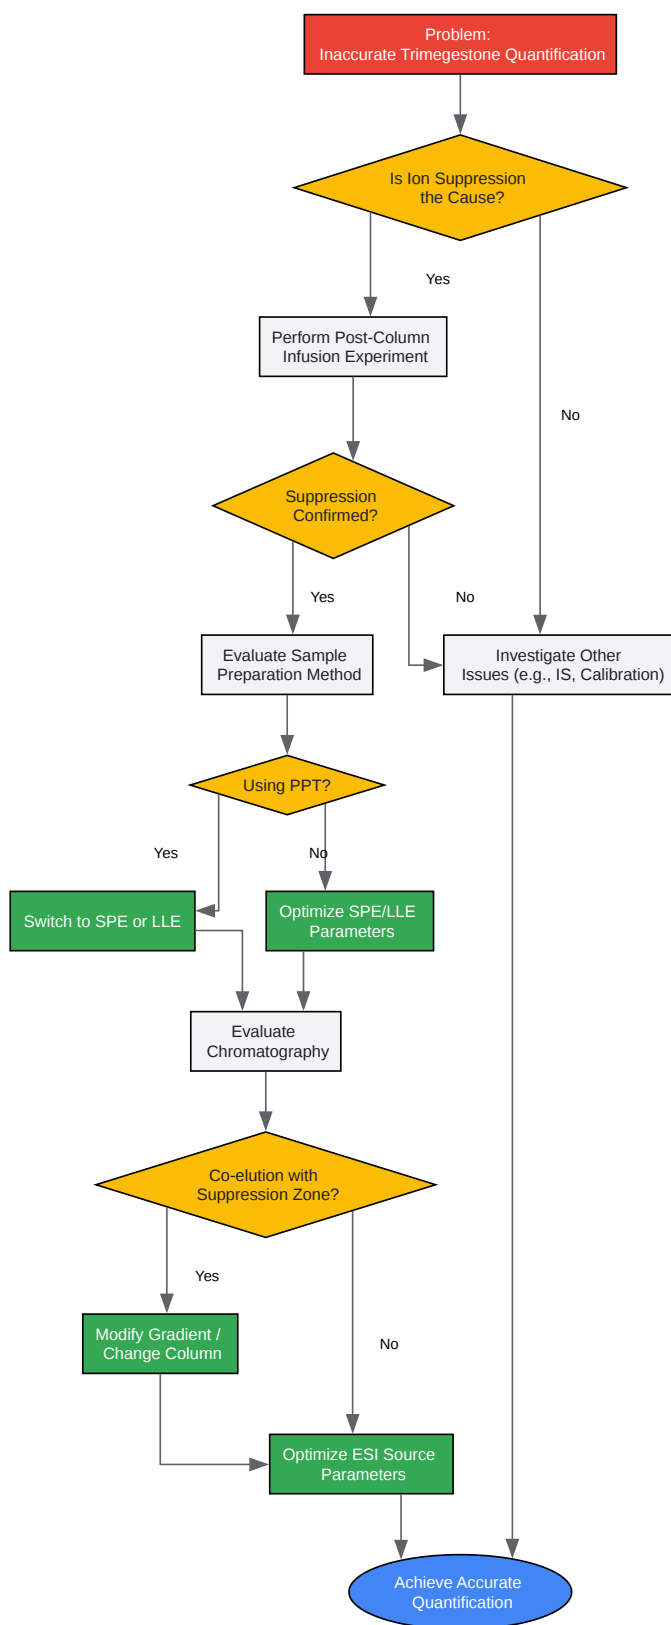 Problem:
Inaccurate Trimegestone Quantification
Is Ion Suppression
the Cause?
Yes
Perform Post-Column
Infusion Experiment
No
Suppression
Confirmed?
Yes
No
Evaluate Sample
Preparation Method
Investigate Other
Issues (e.g., IS, Calibration)
Using PPT?
Yes
No
Switch to SPE or LLE
Optimize SPE/LLE
Parameters
Evaluate
Chromatography
Co-elution with
Suppression Zone?
Yes
Modify Gradient /
Change Column
No
Optimize ESI Source
Parameters
Achieve Accurate
Quantification